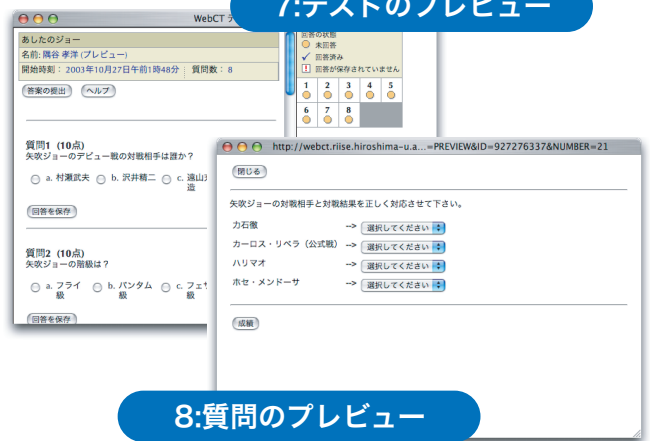 7:テストのプレビュー
WebCT
あしたのジョー
名前: 隅谷 孝洋 (プレビュー)
開始時刻： 2003年10月27日午前1時48分 質問数： 8
答案の提出 ヘルプ
回答の状態
未回答
回答済み
回答が保存されていません
1 2 3 4 5
6 7 8
質問1 (10点)
矢吹ジョーのデビュー戦の対戦相手は誰か？
a. 村瀬武夫 b. 沢井精二 c.
回答を保存
質問2 (10点)
矢吹ジョーの階級は？
a. フライ級 b. バンタム級 c.
回答を保存
http://webct.riise.hiroshima-u.a...=PREVIEW&ID=927276337&NUMBER=21
閉じる
矢吹ジョーの対戦相手と対戦結果を正しく対応させて下さい。
力石徹 --> 選択してください
カーロス・リベラ（公式戦） --> 選択してください
ハリマオ --> 選択してください
ホセ・メンドーサ --> 選択してください
成績
8:質問のプレビュー